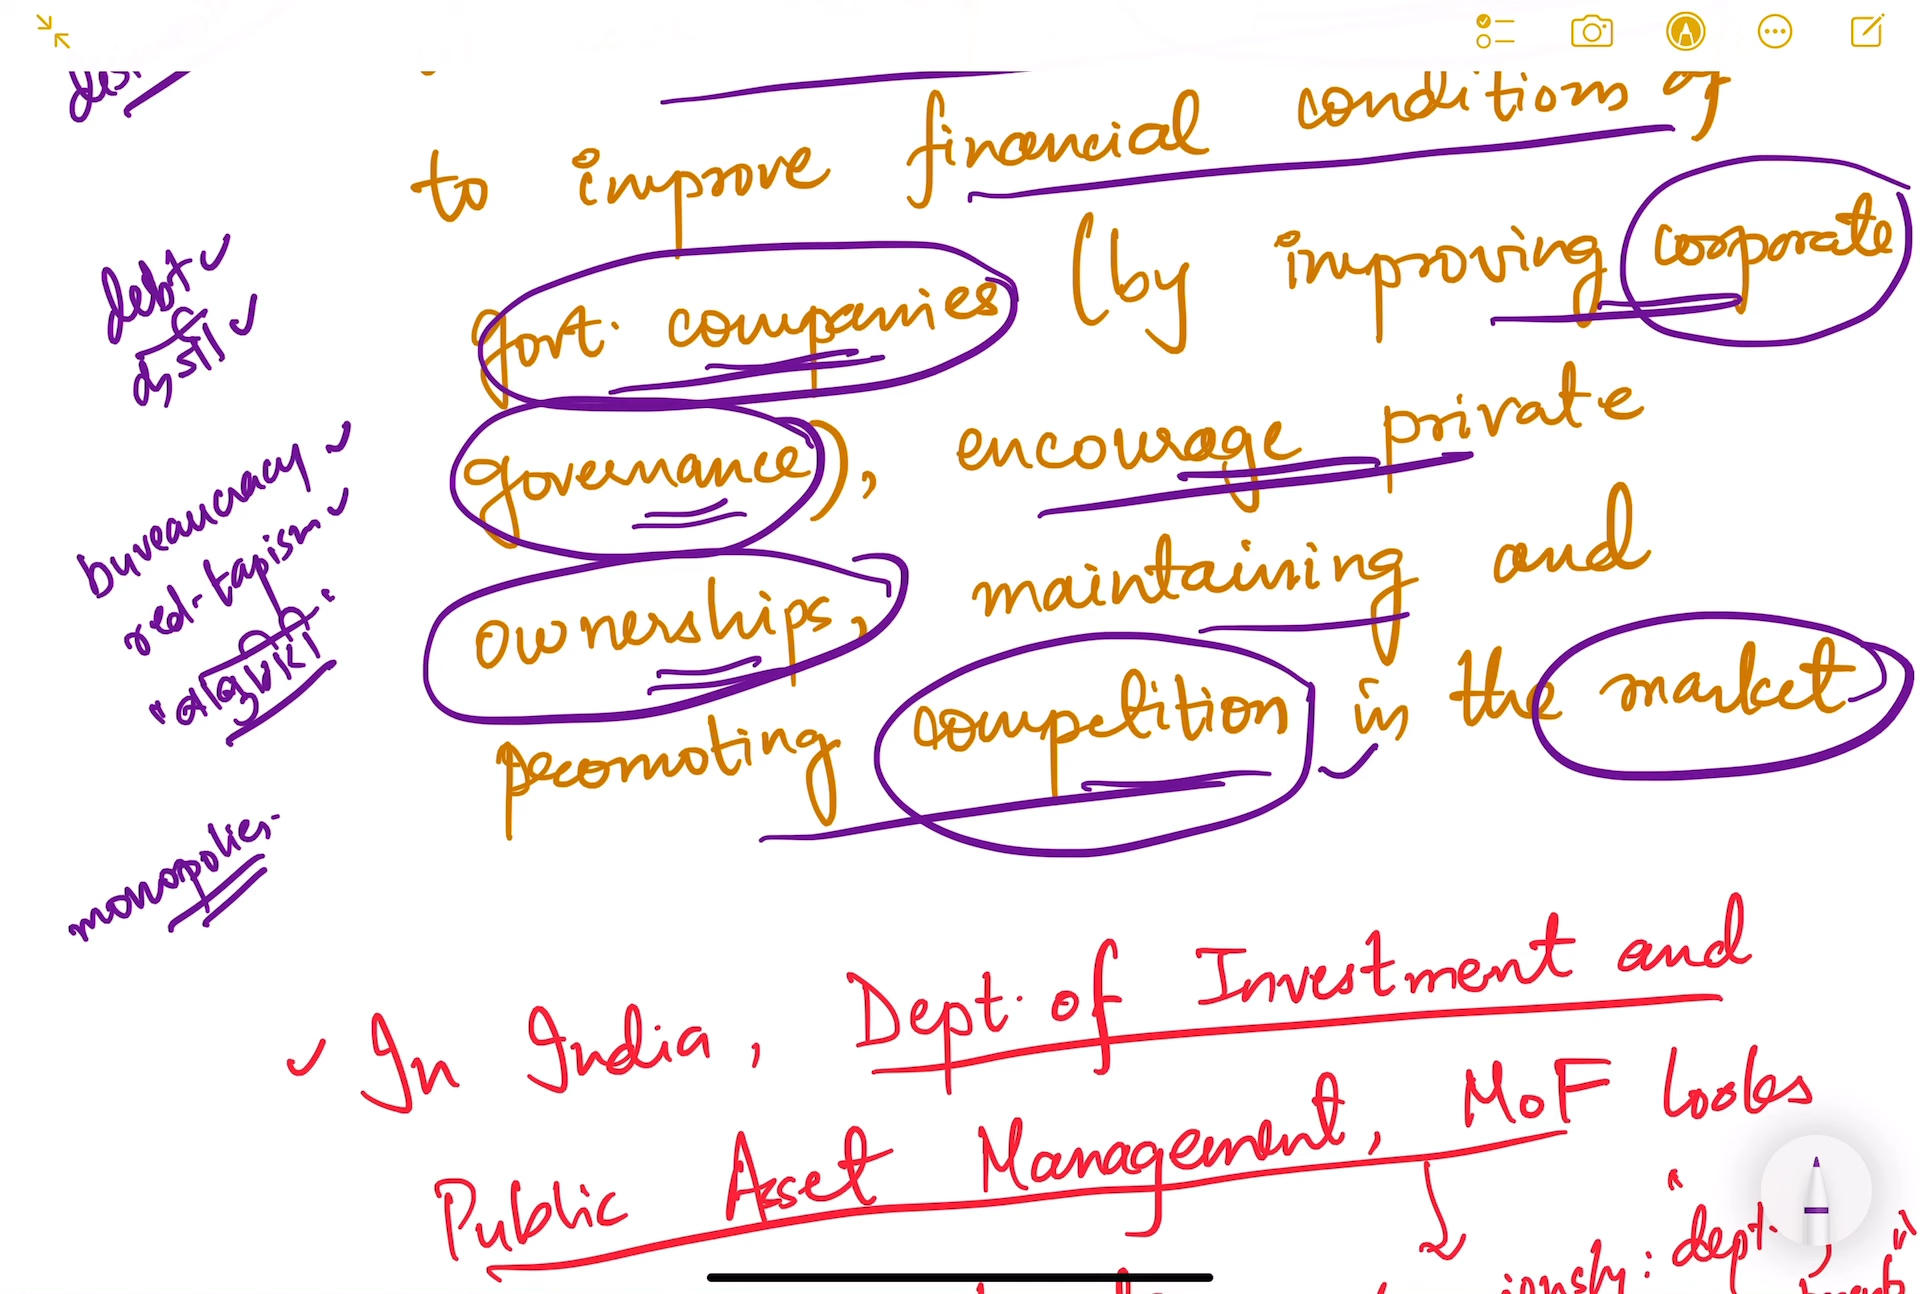 to improve financial conditions of
govt. companies (by improving corporate
governance), encourage private
ownerships, maintaining and
promoting competition in the market
debt
bureaucracy
red-tapism
monopolies
In India, Dept. of Investment and
Public Asset Management, MoF looks
"dept.